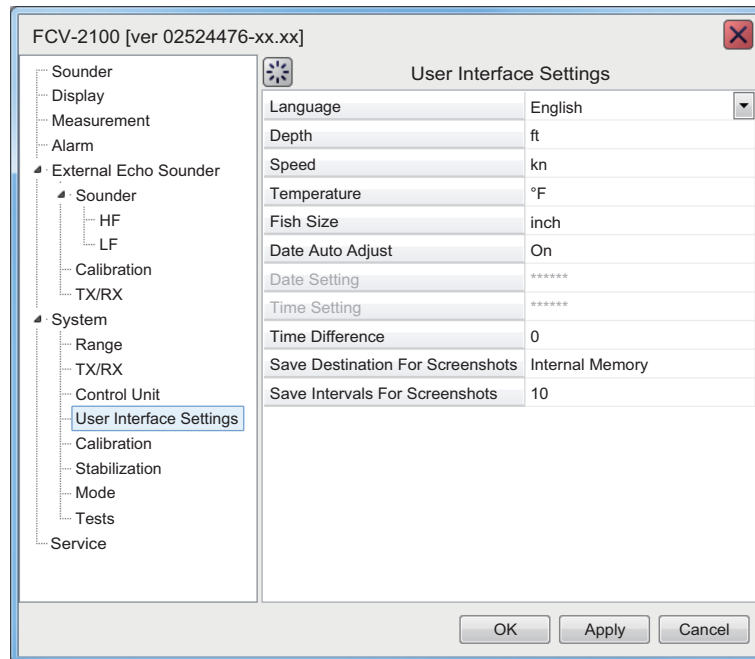 FCV-2100 [ver 02524476-xx.xx]
Sounder
Display
Measurement
Alarm
External Echo Sounder
Sounder
HF
LF
Calibration
TX/RX
System
Range
TX/RX
Control Unit
User Interface Settings
Calibration
Stabilization
Mode
Tests
Service
User Interface Settings
Language English
Depth ft
Speed kn
Temperature °F
Fish Size inch
Date Auto Adjust On
Date Setting ******
Time Setting ******
Time Difference 0
Save Destination For Screenshots Internal Memory
Save Intervals For Screenshots 10
OK Apply Cancel